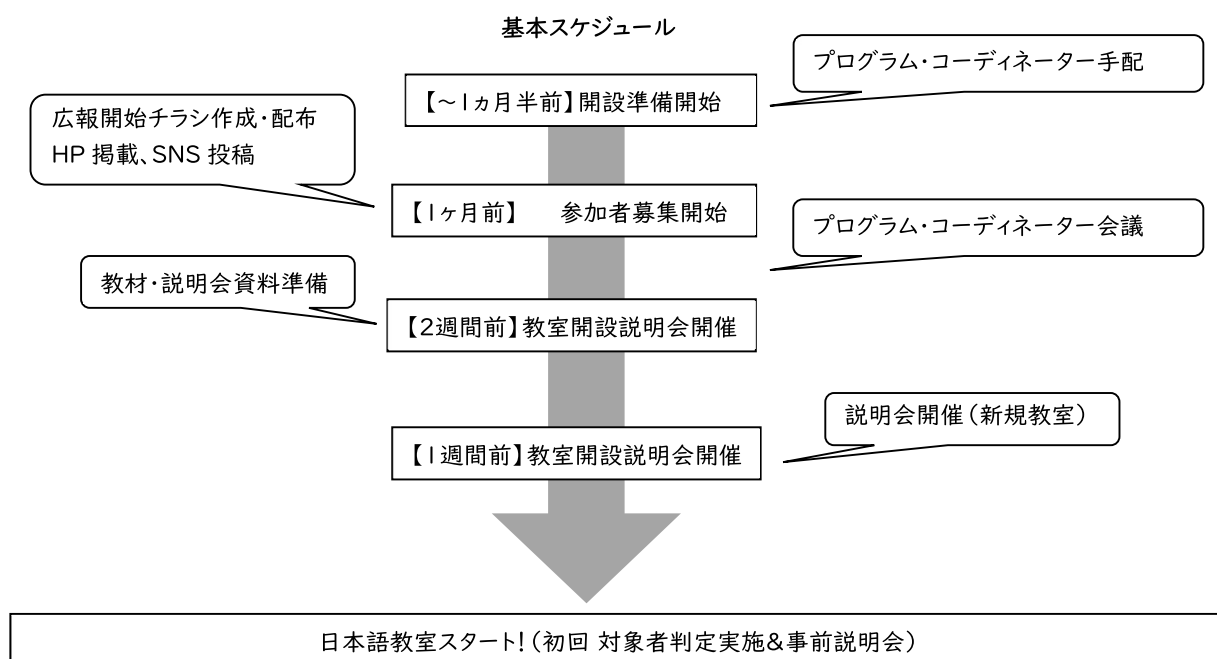 基本スケジュール
プログラム・コーディネーター手配
【～1ヵ月半前】開設準備開始
広報開始チラシ作成・配布
HP 掲載、SNS 投稿
【1ヶ月前】　参加者募集開始
プログラム・コーディネーター会議
教材・説明会資料準備
【2週間前】教室開設説明会開催
説明会開催（新規教室）
【1週間前】教室開設説明会開催
日本語教室スタート！（初回 対象者判定実施＆事前説明会）